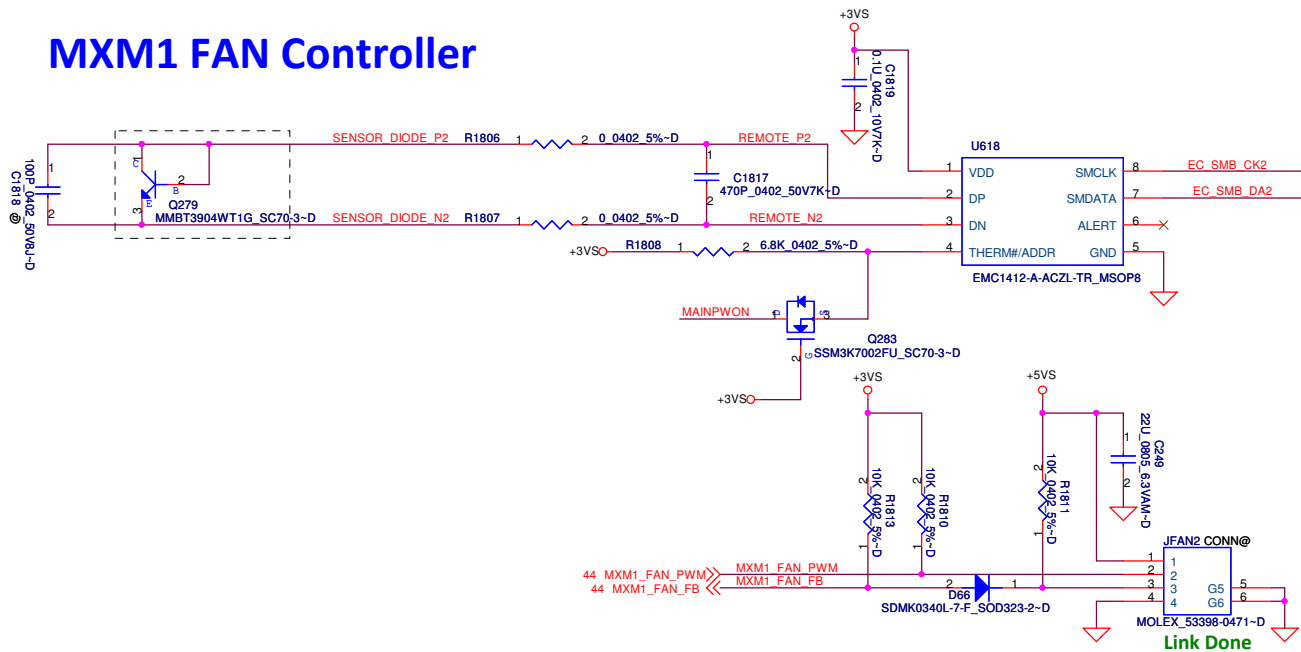 MXM1 FAN Controller
+3VS
1
2
C1819
0.1U_0402_10V7K~D
SENSOR_DIODE_P2
R1806
1
2
0_0402_5%~D
REMOTE_P2
U618
1
2
100P_0402_50V8J~D
C1818 @
1
C
2
B
E
3
Q279
MMBT3904WT1G_SC70-3~D
1
2
C1817
470P_0402_50V7K~D
1
VDD
SMCLK
8
EC_SMB_CK2
2
DP
SMDATA
7
EC_SMB_DA2
SENSOR_DIODE_N2
R1807
1
2
0_0402_5%~D
REMOTE_N2
3
DN
ALERT
6
+3VS
R1808
1
2
6.8K_0402_5%~D
4
THERM#/ADDR
GND
5
EMC1412-A-ACZL-TR_MSOP8
MAINPWON
1
D
S
3
2
G
Q283
SSM3K7002FU_SC70-3~D
+3VS
+3VS
+5VS
2
1
R1813
10K_0402_5%~D
2
1
R1810
10K_0402_5%~D
2
1
R1811
10K_0402_5%~D
1
2
C249
22U_0805_6.3VAM~D
JFAN2 CONN@
44 MXM1_FAN_PWM
MXM1_FAN_PWM
44 MXM1_FAN_FB
MXM1_FAN_FB
2
1
D66
SDMK0340L-7-F_SOD323-2~D
1
2
3
4
1
2
3
4
G5
G6
5
6
MOLEX_53398-0471~D
Link Done